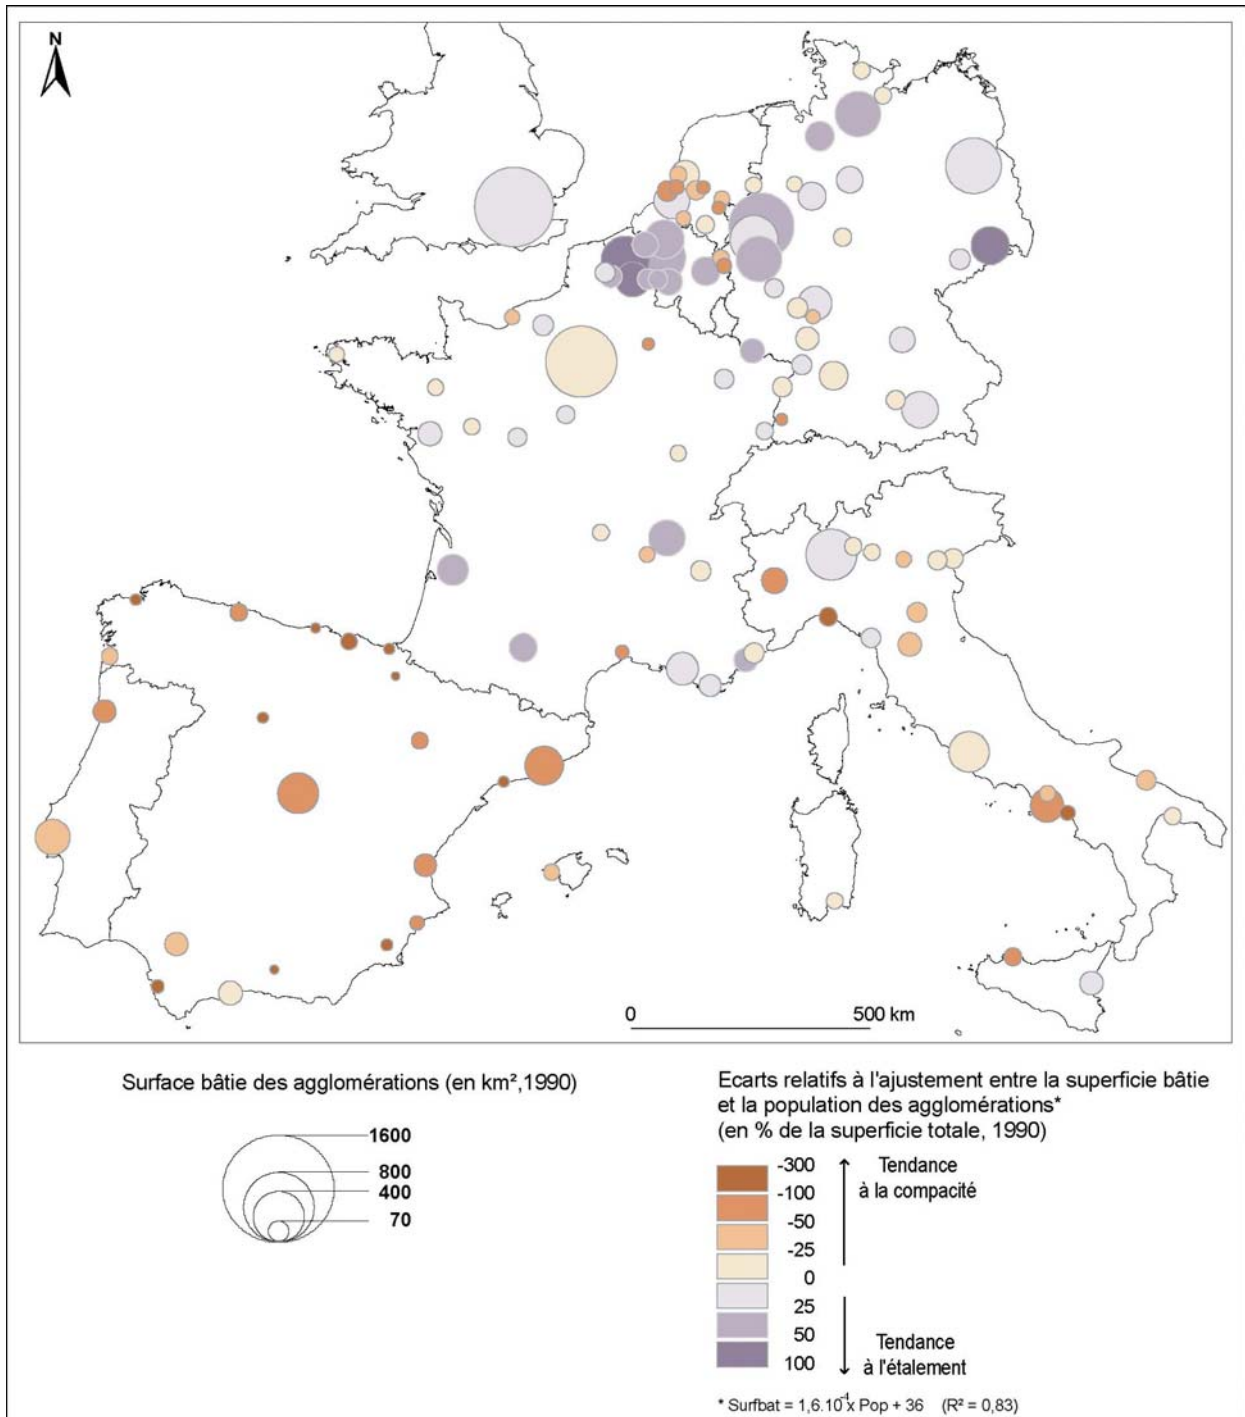 N
0 500 km
Surface bâtie des agglomérations (en km²,1990)
1600
800
400
70
Ecarts relatifs à l'ajustement entre la superficie bâtie
et la population des agglomérations*
(en % de la superficie totale, 1990)
-300
-100
-50
-25
0
25
50
100
Tendance
à la compacité
Tendance
à l'étalement
* Surfbat = 1,6.10⁻⁴ x Pop + 36 (R² = 0,83)